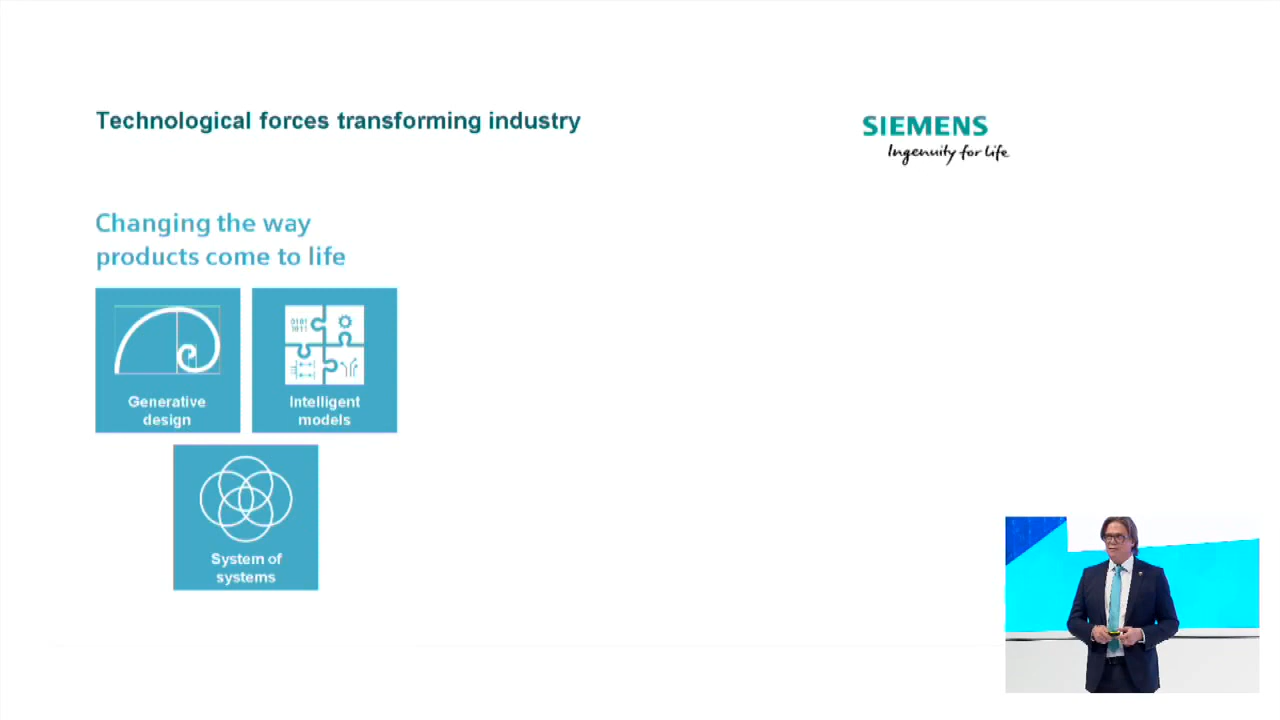 Technological forces transforming industry
SIEMENS
Ingenuity for life
Changing the way
products come to life
0101
1011
Generative
design
Intelligent
models
System of
systems